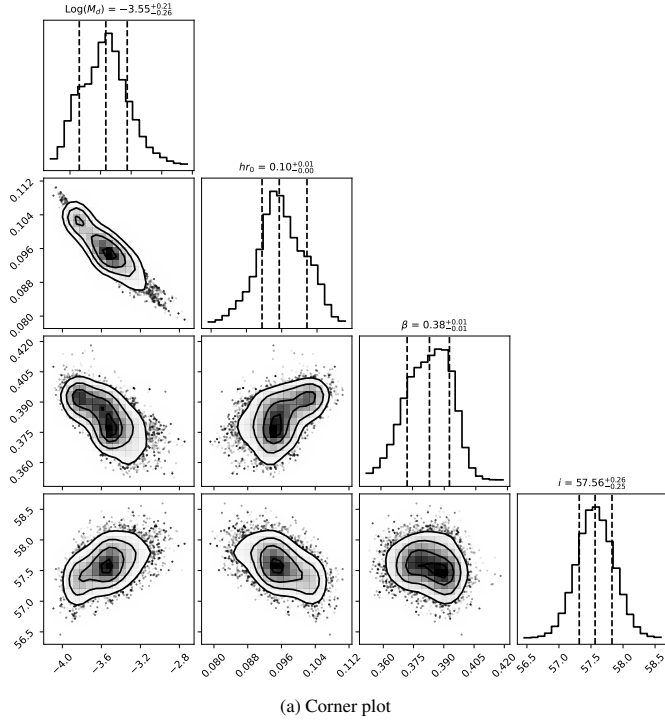 Log(M_d) = −3.55^{+0.21}_{−0.26}
0.112
0.104
0.096
0.088
0.080
hr_0 = 0.10^{+0.01}_{−0.00}
0.420
0.405
0.390
0.375
0.360
β = 0.38^{+0.01}_{−0.01}
58.5
58.0
57.5
57.0
56.5
i = 57.56^{+0.26}_{−0.25}
−4.0 −3.6 −3.2 −2.8
0.080 0.088 0.096 0.104 0.112
0.360 0.375 0.390 0.405 0.420
56.5 57.0 57.5 58.0 58.5
(a) Corner plot